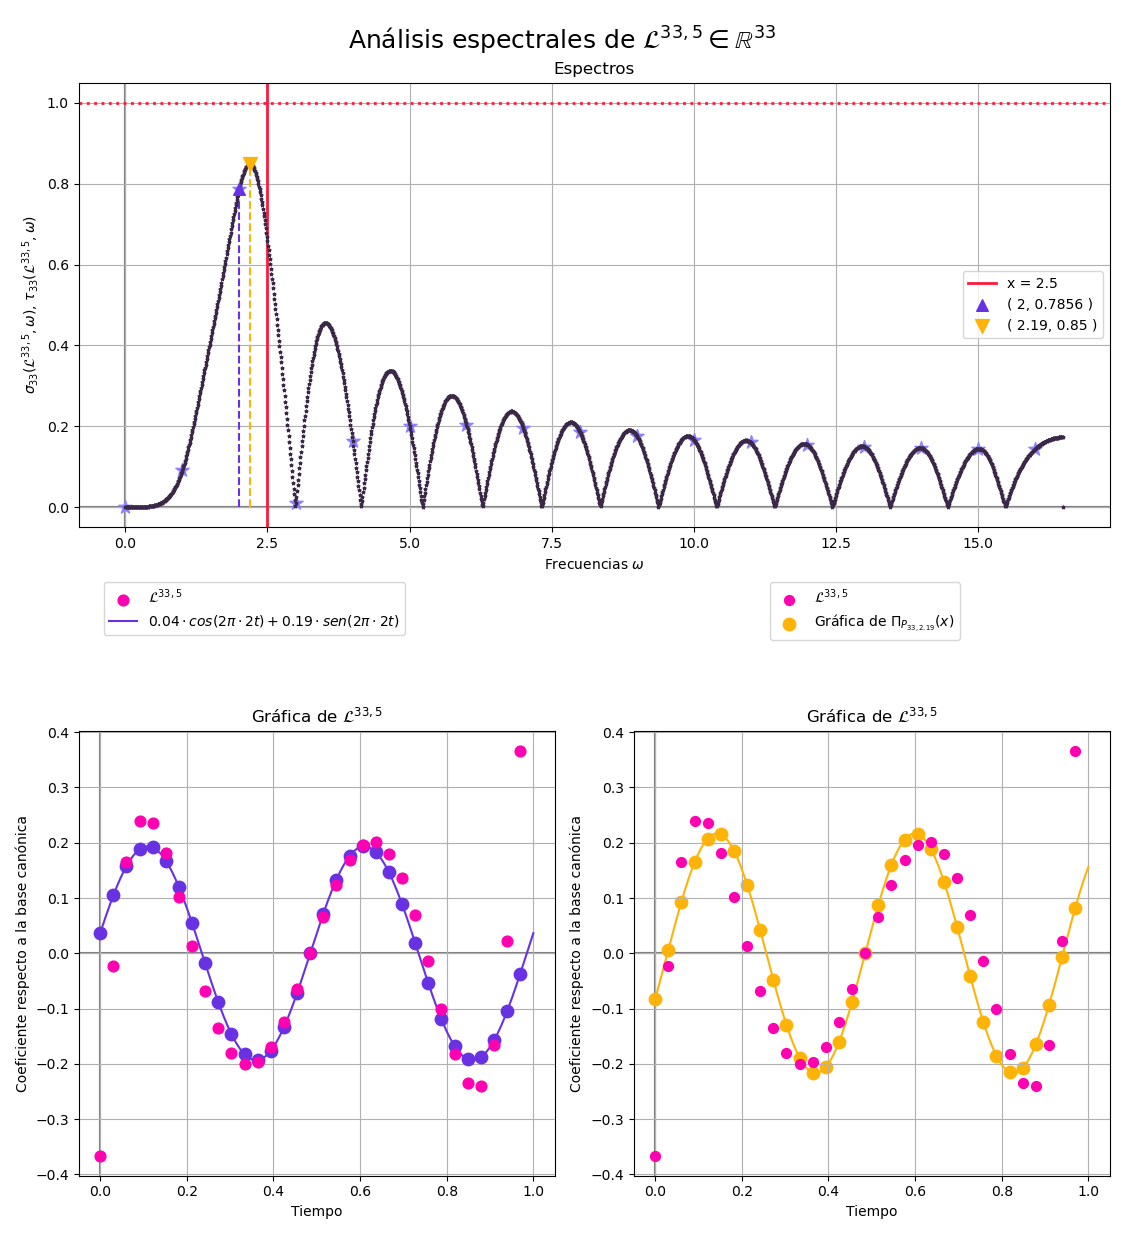 Análisis espectrales de 𝓛^{33,5} ∈ ℝ^{33}
Espectros
1.0
0.8
0.6
0.4
0.2
0.0
σ_{33}(𝓛^{33,5}, ω), τ_{33}(𝓛^{33,5}, ω)
x = 2.5
( 2, 0.7856 )
( 2.19, 0.85 )
0.0 2.5 5.0 7.5 10.0 12.5 15.0
Frecuencias ω
𝓛^{33,5}
0.04 · cos(2π · 2t) + 0.19 · sen(2π · 2t)
𝓛^{33,5}
Gráfica de Π_{P_{33,2.19}}(x)
Gráfica de 𝓛^{33,5}
0.4
0.3
0.2
0.1
0.0
−0.1
−0.2
−0.3
−0.4
Coeficiente respecto a la base canónica
0.0 0.2 0.4 0.6 0.8 1.0
Tiempo
Gráfica de 𝓛^{33,5}
0.4
0.3
0.2
0.1
0.0
−0.1
−0.2
−0.3
−0.4
Coeficiente respecto a la base canónica
0.0 0.2 0.4 0.6 0.8 1.0
Tiempo